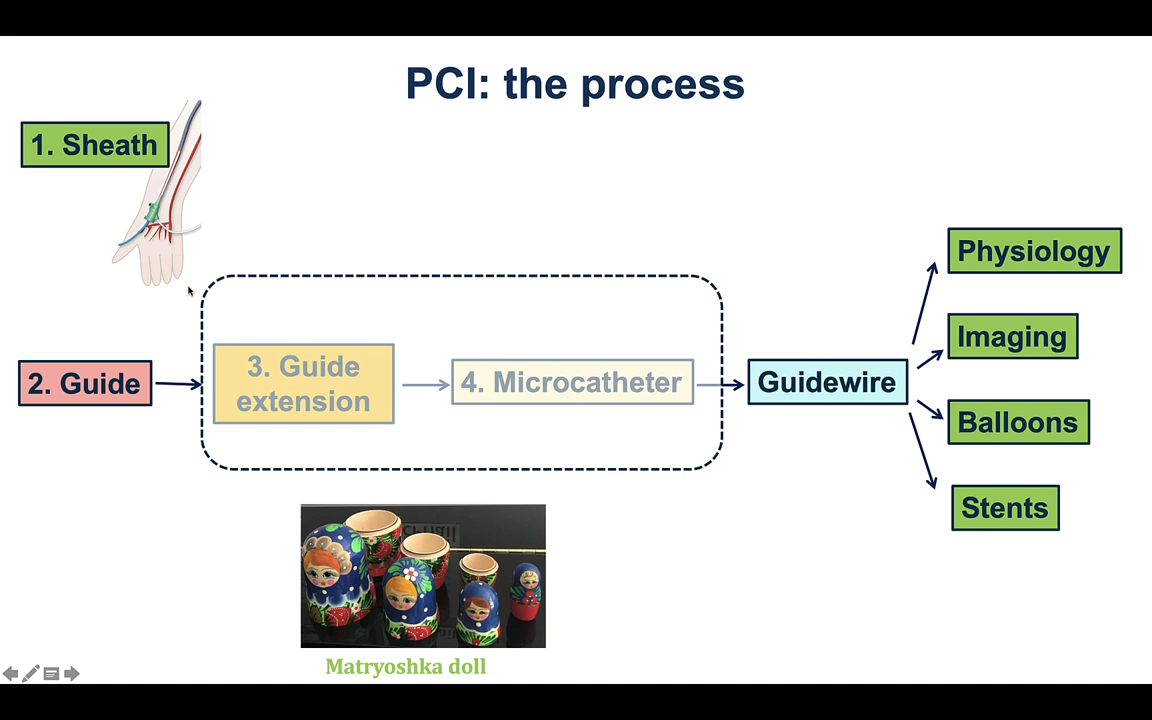 PCI: the process
1. Sheath
2. Guide
3. Guide
extension
4. Microcatheter
Guidewire
Physiology
Imaging
Balloons
Stents
Matryoshka doll